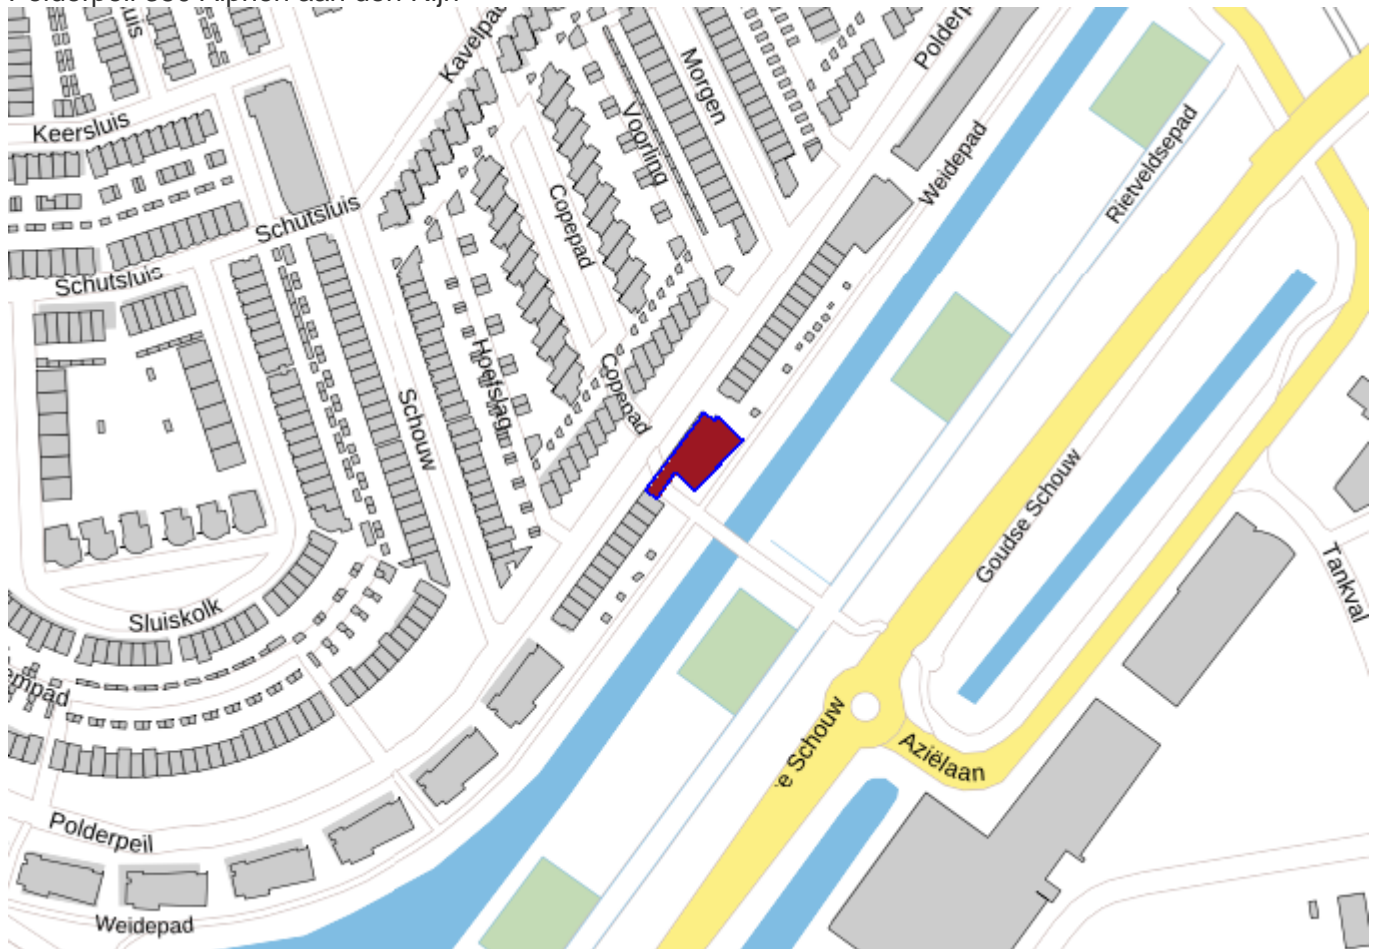 Kavelpad
Polderp
Keersluis
Morgen
Voorling
Weidepad
Rietveldsepad
Schutsluis
Copepad
Schutsluis
Hoefslag
Copepad
Schouw
Goudse Schouw
Tankval
Sluiskolk
empad
e Schouw
Aziëlaan
Polderpeil
Weidepad